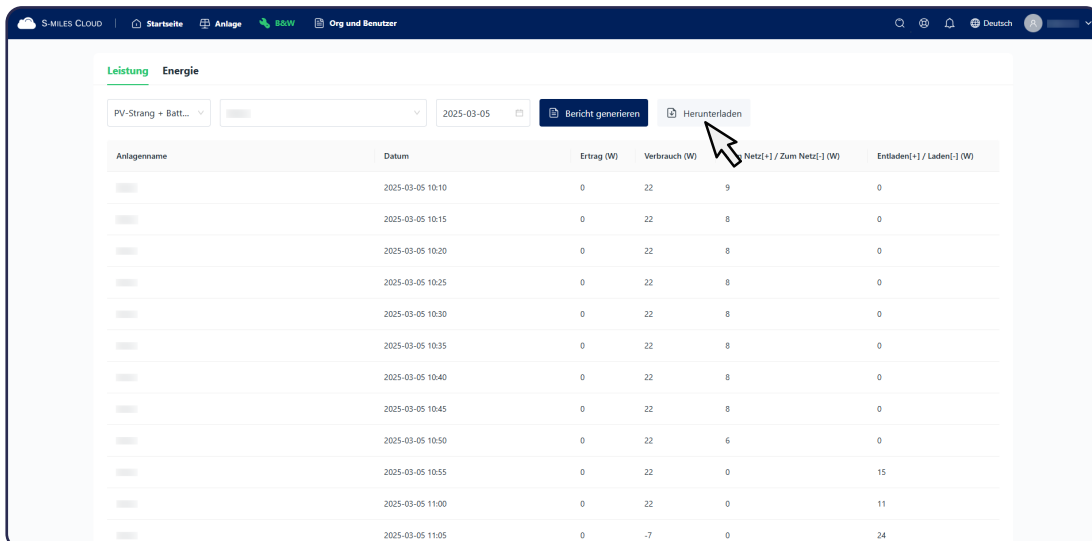 S-MILES CLOUD Startseite Anlage B&W Org und Benutzer Deutsch
Leistung Energie
PV-Strang + Batt... 2025-03-05 Bericht generieren Herunterladen
Anlagenname Datum Ertrag (W) Verbrauch (W) Netz[+] / Zum Netz[-] (W) Entladen[+] / Laden[-] (W)
2025-03-05 10:10 0 22 9 0
2025-03-05 10:15 0 22 8 0
2025-03-05 10:20 0 22 8 0
2025-03-05 10:25 0 22 8 0
2025-03-05 10:30 0 22 8 0
2025-03-05 10:35 0 22 8 0
2025-03-05 10:40 0 22 8 0
2025-03-05 10:45 0 22 8 0
2025-03-05 10:50 0 22 6 0
2025-03-05 10:55 0 22 0 15
2025-03-05 11:00 0 22 0 11
2025-03-05 11:05 0 -7 0 24